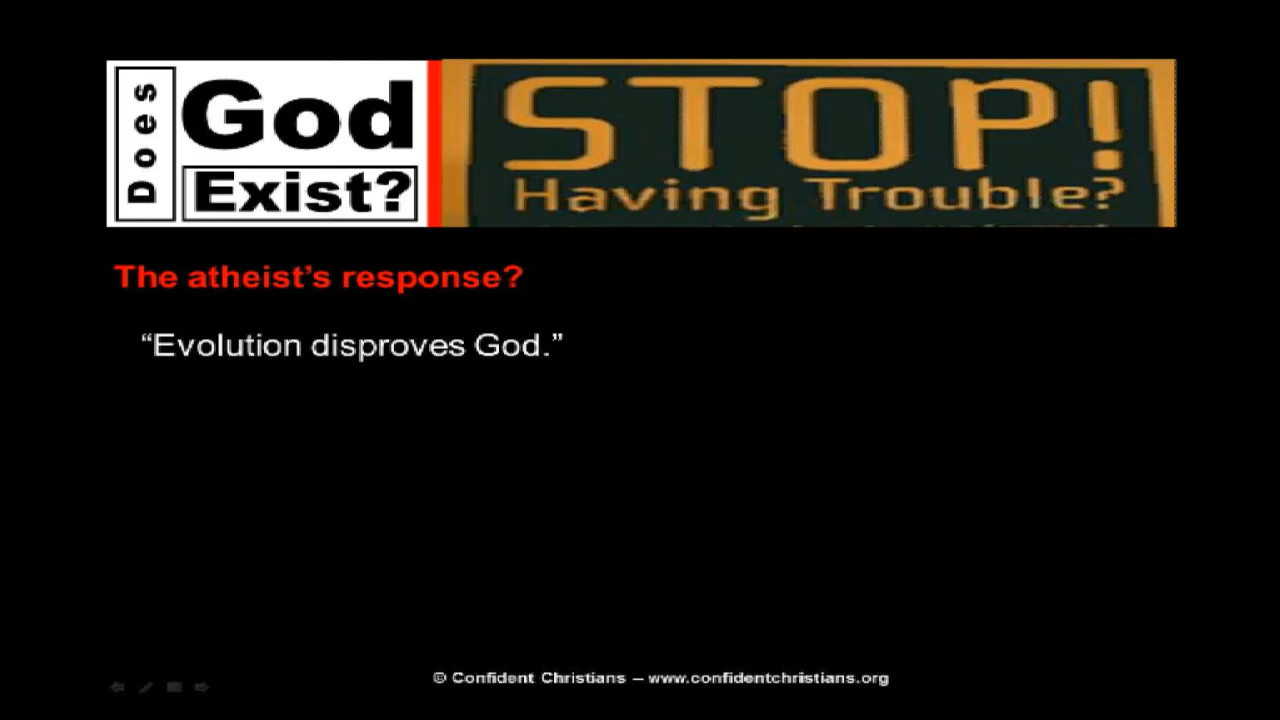 Does
God
Exist?
STOP!
Having Trouble?
The atheist’s response?
“Evolution disproves God.”
© Confident Christians – www.confidentchristians.org